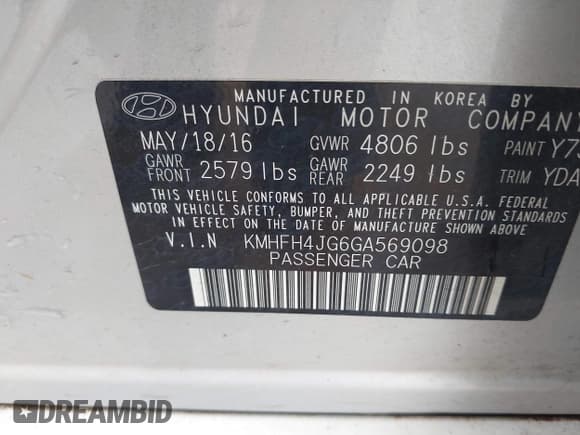 MANUFACTURED IN KOREA BY
HYUNDAI MOTOR COMPANY
MAY/18/16 GVWR 4806 lbs PAINT
GAWR FRONT 2579 lbs GAWR REAR 2249 lbs TRIM YDA
THIS VEHICLE CONFORMS TO ALL APPLICABLE U.S.A. FEDERAL
MOTOR VEHICLE SAFETY, BUMPER, AND THEFT PREVENTION STANDARDS
IN EFFECT ON THE DATE OF MANUFACTURE SHOWN ABOVE.
V.I.N KMHFH4JG6GA569098
PASSENGER CAR
DREAMBID